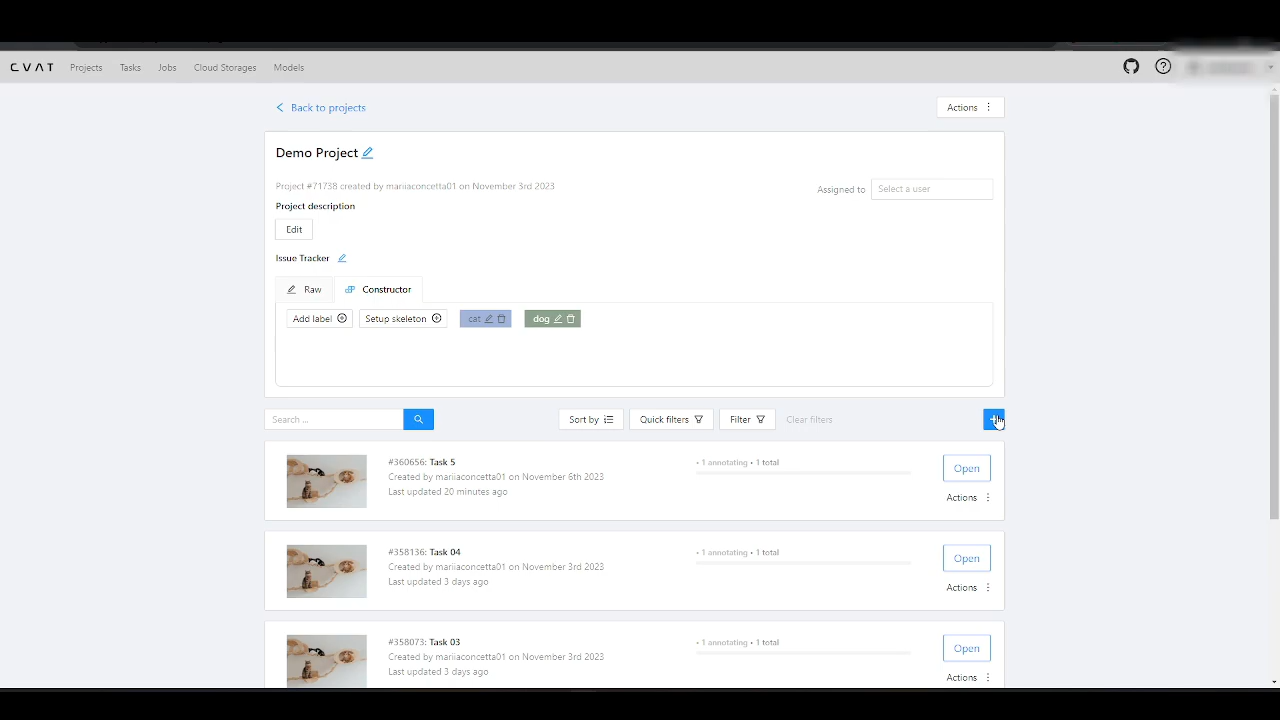 CVAT Projects Tasks Jobs Cloud Storages Models
Back to projects Actions
Demo Project
Project #71738 created by mariiaconcetta01 on November 3rd 2023
Assigned to Select a user
Project description
Edit
Issue Tracker
Raw Constructor
Add label Setup skeleton cat dog
Search ... Sort by Quick filters Filter Clear filters
#360656: Task 5 • 1 annotating • 1 total
Created by mariiaconcetta01 on November 6th 2023 Open
Last updated 20 minutes ago Actions
#358136: Task 04 • 1 annotating • 1 total
Created by mariiaconcetta01 on November 3rd 2023 Open
Last updated 3 days ago Actions
#358073: Task 03 • 1 annotating • 1 total
Created by mariiaconcetta01 on November 3rd 2023 Open
Last updated 3 days ago Actions